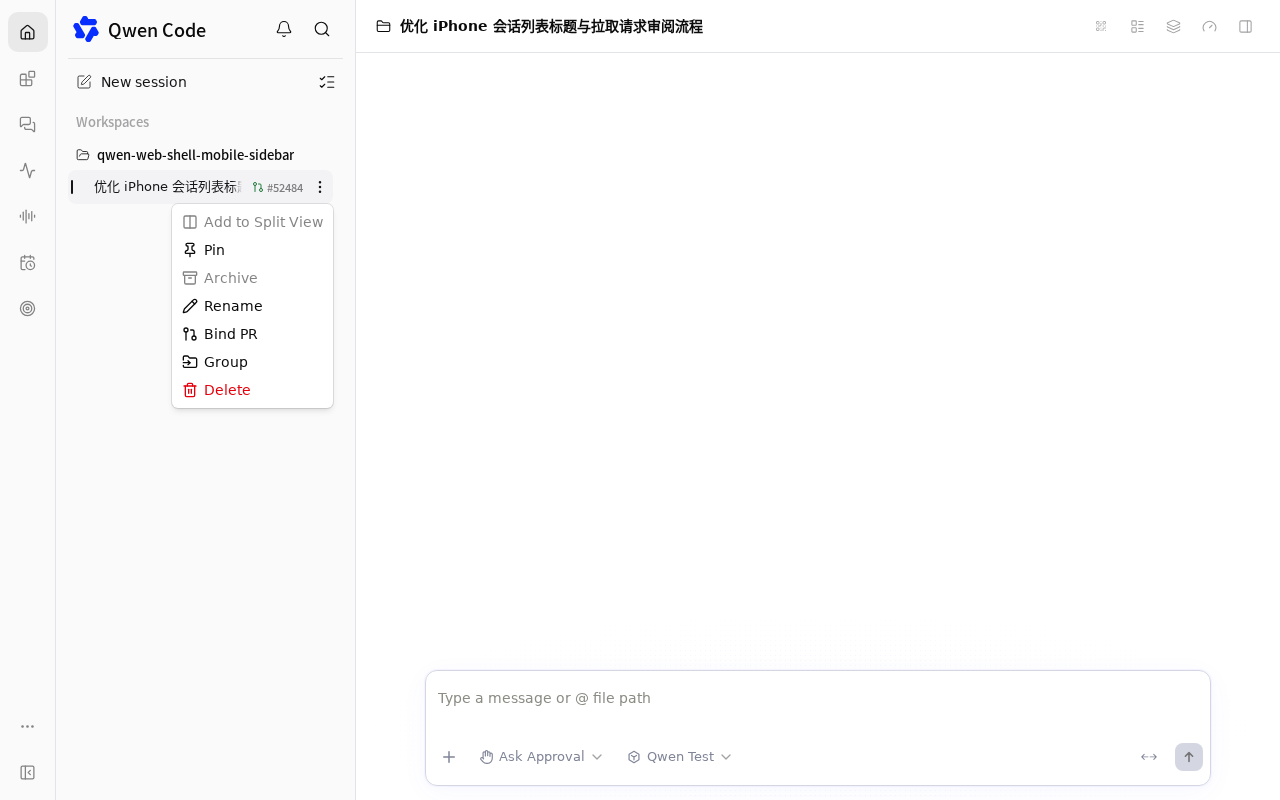 Qwen Code
优化 iPhone 会话列表标题与拉取请求审阅流程
New session
Workspaces
qwen-web-shell-mobile-sidebar
优化 iPhone 会话列表标 #52484
Add to Split View
Pin
Archive
Rename
Bind PR
Group
Delete
Type a message or @ file path
Ask Approval
Qwen Test